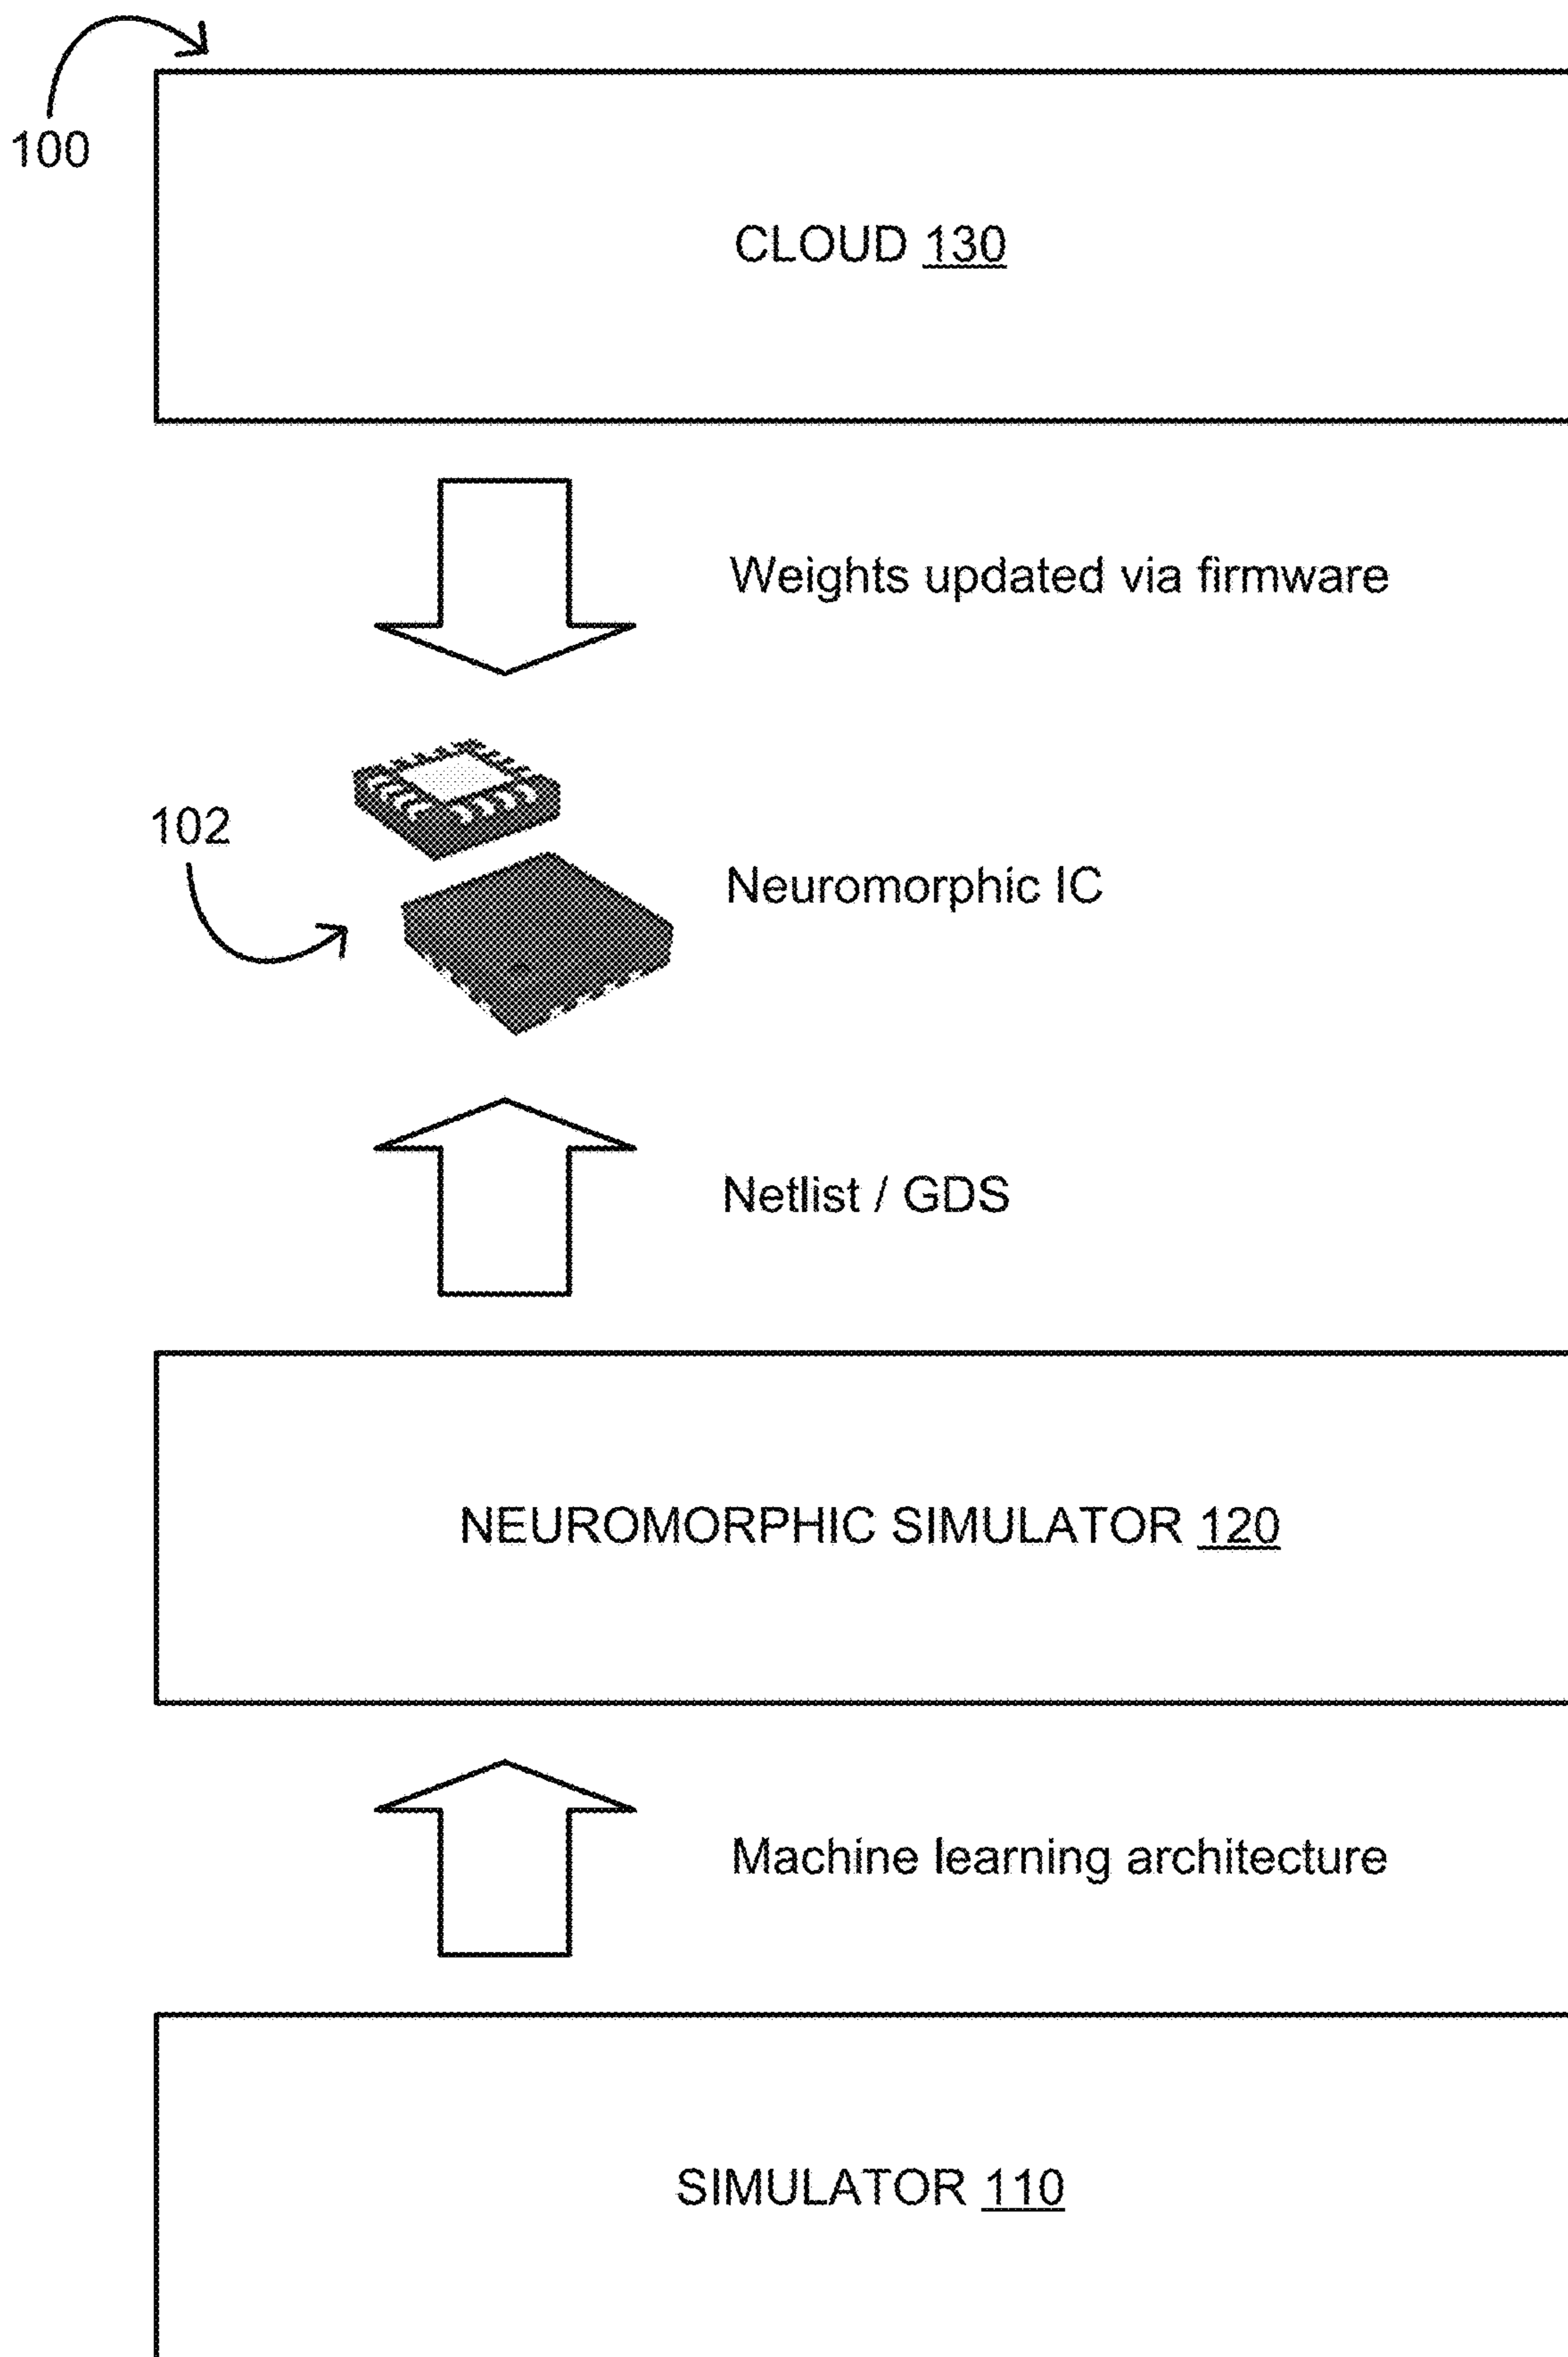 100
CLOUD 130
Weights updated via firmware
102
Neuromorphic IC
Netlist / GDS
NEUROMORPHIC SIMULATOR 120
Machine learning architecture
SIMULATOR 110